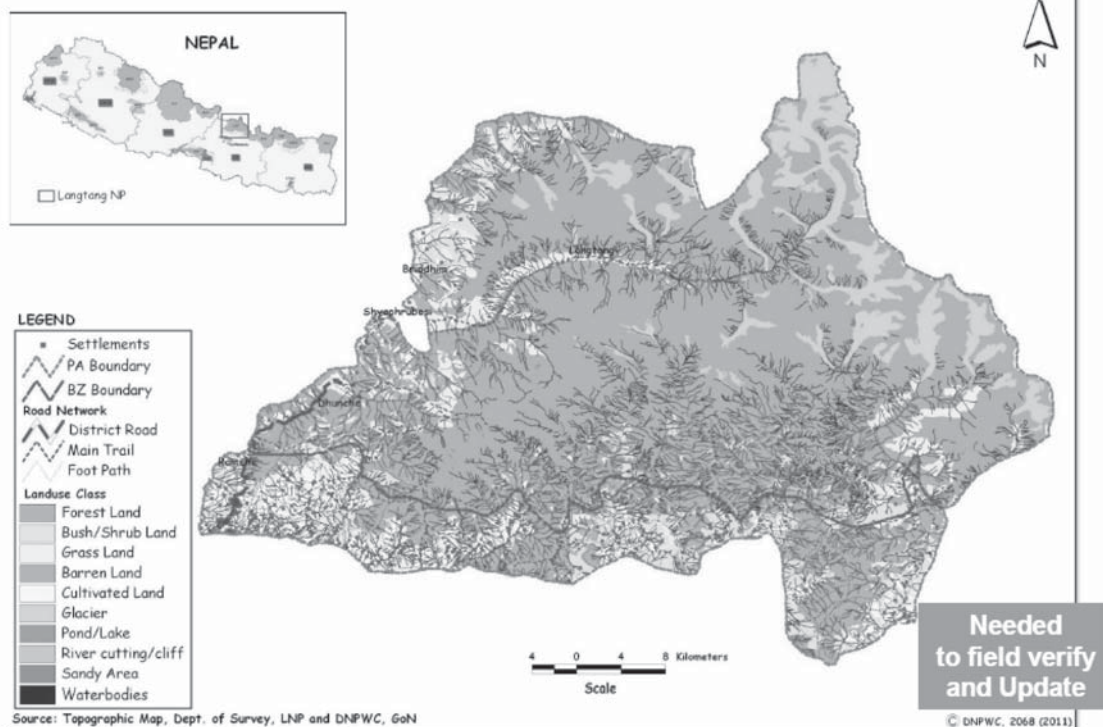 NEPAL
Langtang NP
N
Langtang
Briddhim
Shyaphrubesi
Dhunche
Ramche
LEGEND
Settlements
PA Boundary
BZ Boundary
Road Network
District Road
Main Trail
Foot Path
Landuse Class
Forest Land
Bush/Shrub Land
Grass Land
Barren Land
Cultivated Land
Glacier
Pond/Lake
River cutting/cliff
Sandy Area
Waterbodies
4 0 4 8 Kilometers
Scale
Needed
to field verify
and Update
Source: Topographic Map, Dept. of Survey, LNP and DNPWC, GoN
© DNPWC, 2068 (2011)